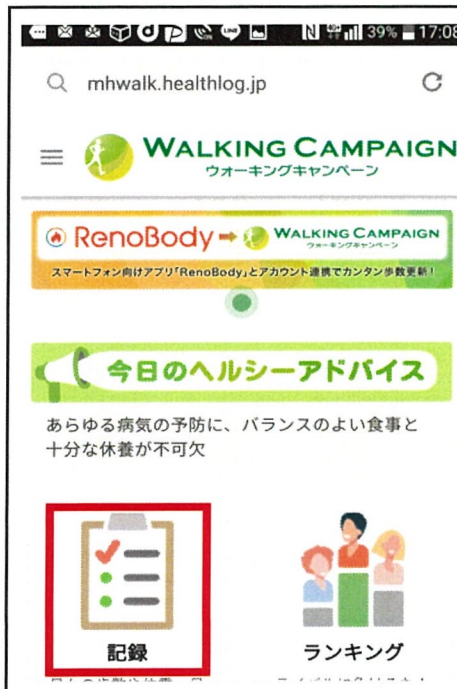 39% 17:08
mhwalk.healthlog.jp
WALKING CAMPAIGN
ウオーキングキャンペーン
RenoBody WALKING CAMPAIGN
ウオーキングキャンペーン
スマートフォン向けアプリ「RenoBody」とアカウント連携でカンタン歩数更新!
今日のヘルシーアドバイス
あらゆる病気の予防に、バランスのよい食事と
十分な休養が不可欠
記録 ランキング